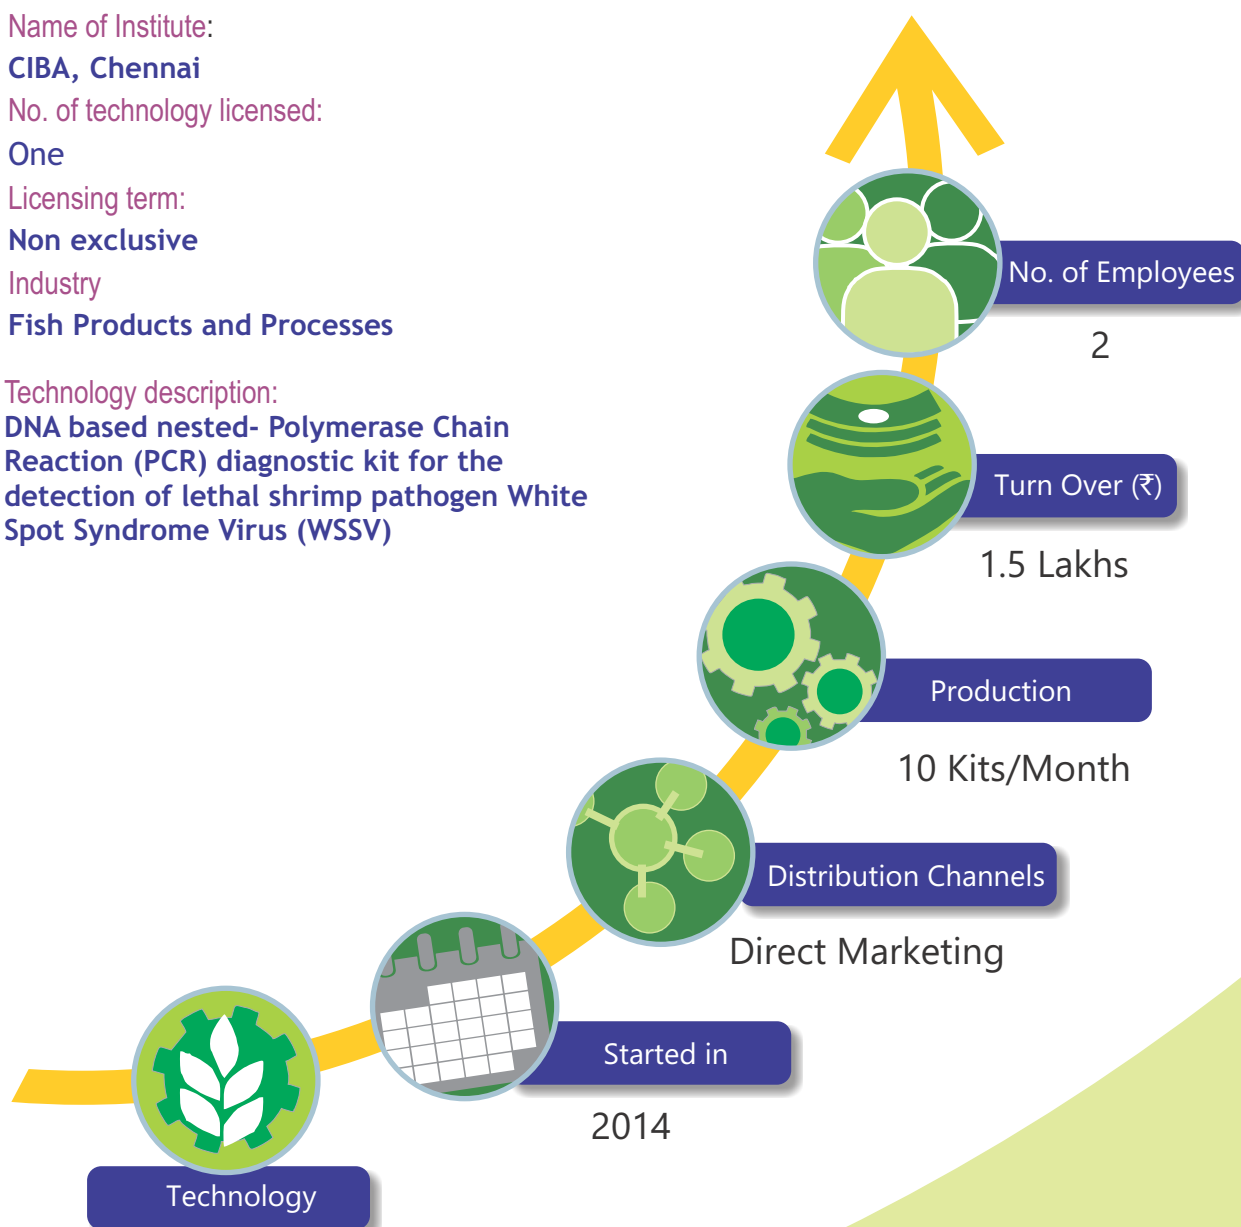 Name of Institute:
CIBA, Chennai
No. of technology licensed:
One
Licensing term:
Non exclusive
Industry
Fish Products and Processes
Technology description:
DNA based nested- Polymerase Chain
Reaction (PCR) diagnostic kit for the
detection of lethal shrimp pathogen White
Spot Syndrome Virus (WSSV)
No. of Employees
2
Turn Over (₹)
1.5 Lakhs
Production
10 Kits/Month
Distribution Channels
Direct Marketing
Started in
2014
Technology